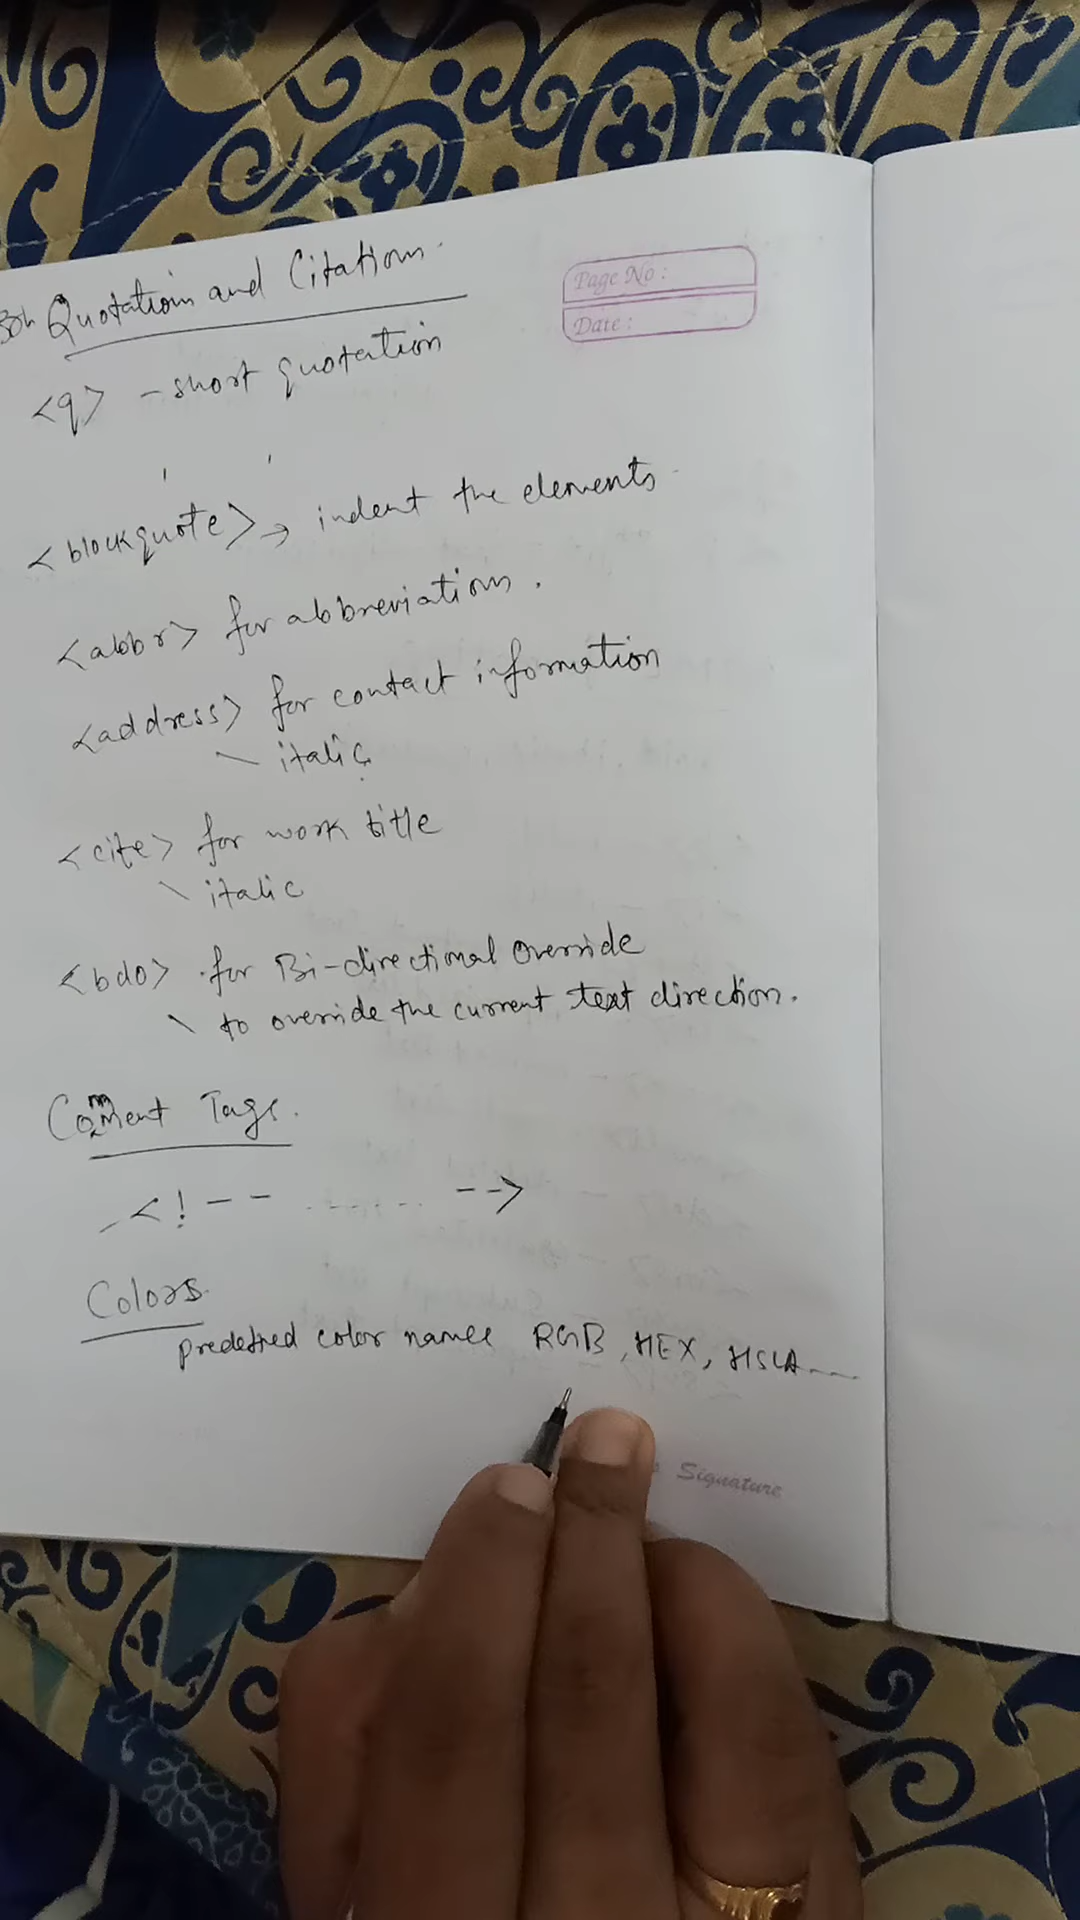 Quotation and Citation
Page No :
Date :
<q> - short quotation
<blockquote> → indent the elements
<abbr> for abbreviations.
<address> for contact information
\ italic
<cite> for work title
\ italic
<bdo> for Bi-directional Override
\ to override the current text direction.
Comment Tags.
<!-- ....... -->
Colors.
predefined color names RGB, HEX, HSLA ....
Signature